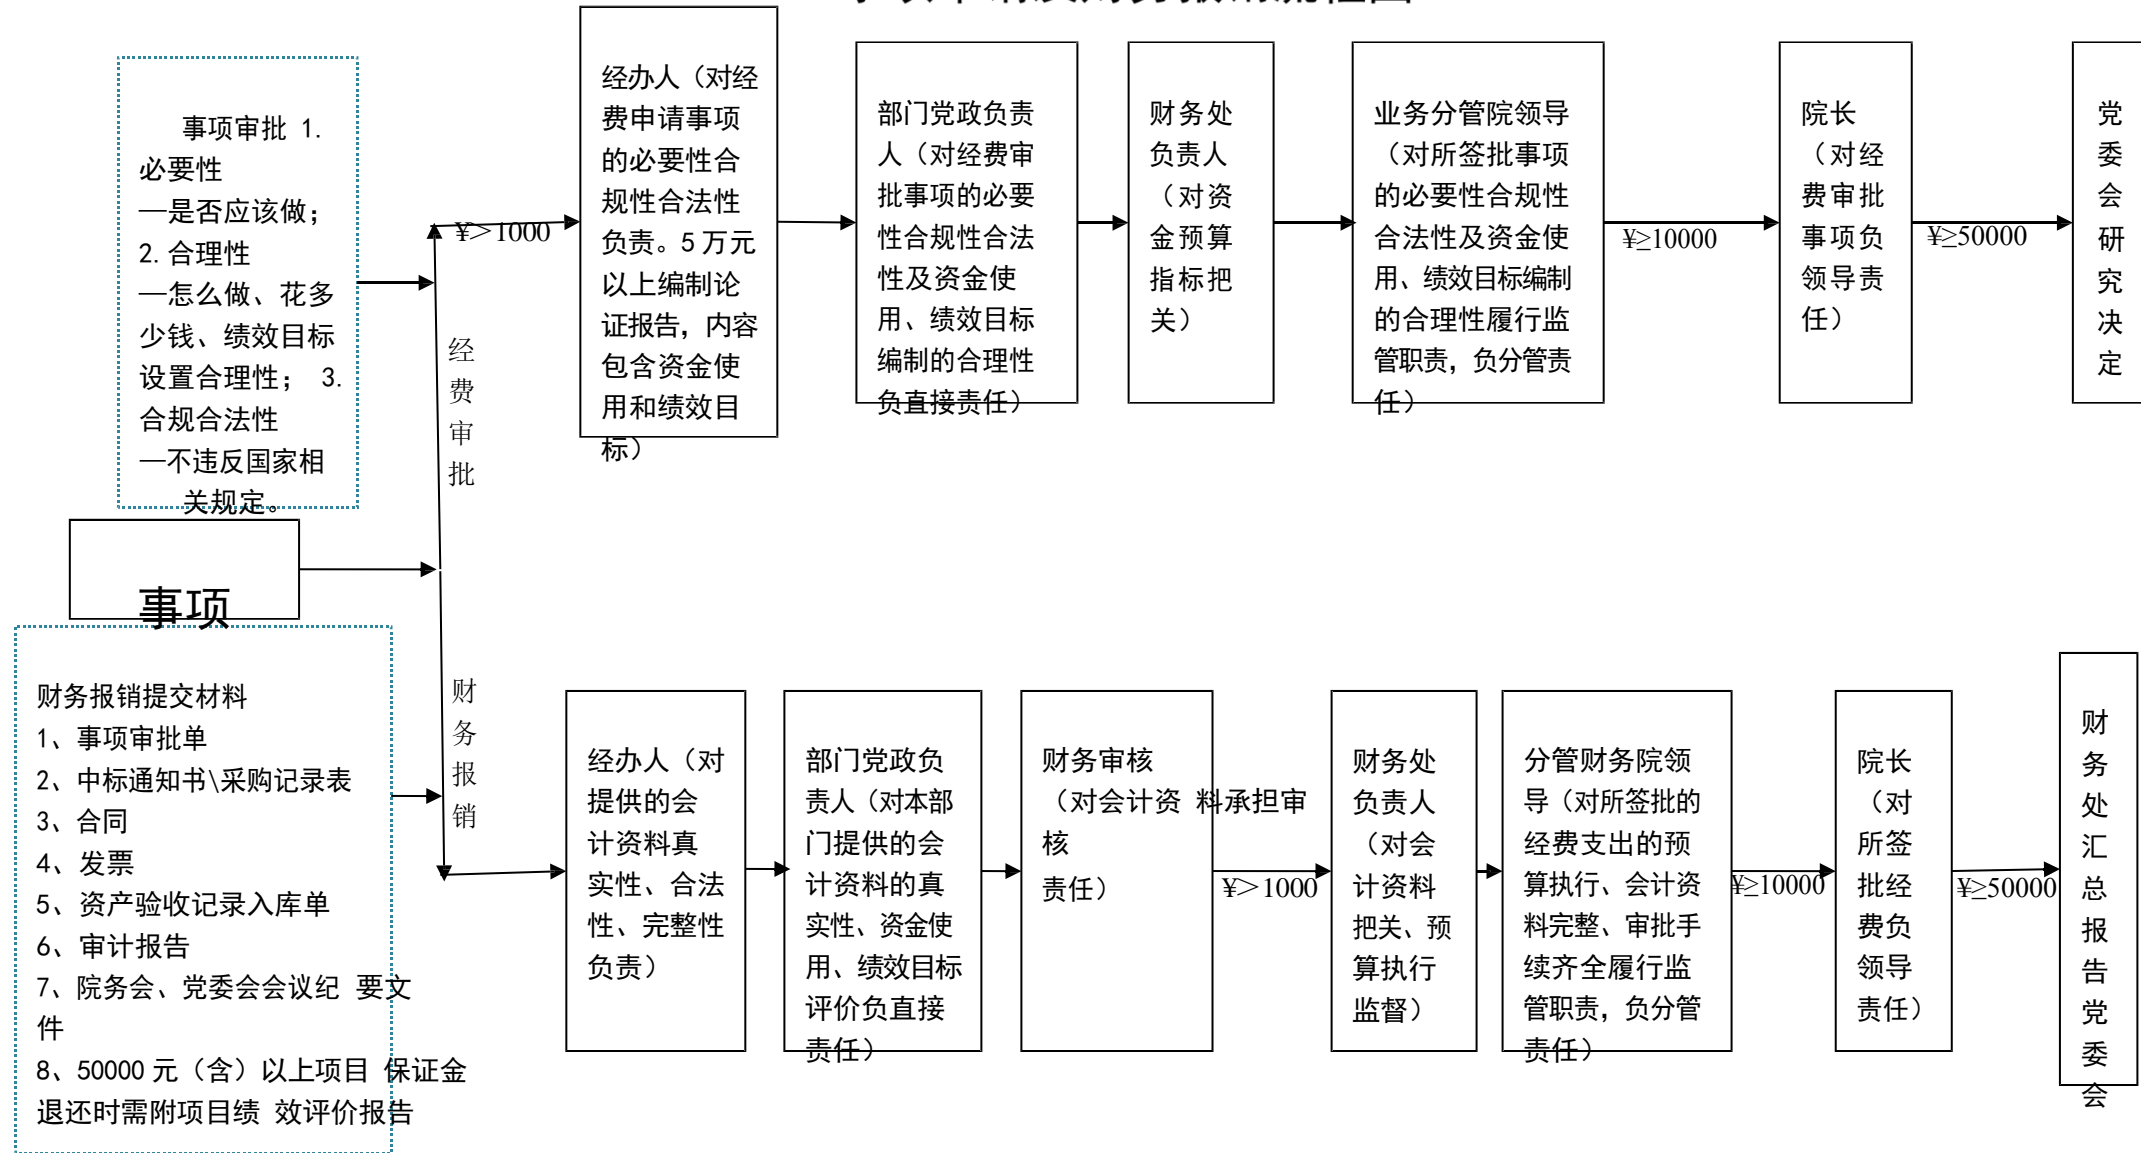 事项审批 1.
必要性
—是否应该做；
2. 合理性
—怎么做、花多
少钱、绩效目标
设置合理性； 3.
合规合法性
—不违反国家相
关规定。
¥＞1000
经
费
审
批
经办人（对经
费申请事项
的必要性合
规性合法性
负责。5 万元
以上编制论
证报告，内容
包含资金使
用和绩效目
标）
部门党政负责
人（对经费审
批事项的必要
性合规性合法
性及资金使
用、绩效目标
编制的合理性
负直接责任）
财务处
负责人
（对资
金预算
指标把
关）
业务分管院领导
（对所签批事项
的必要性合规性
合法性及资金使
用、绩效目标编制
的合理性履行监
管职责，负分管责
任）
¥≥10000
院长
（对经
费审批
事项负
领导责
任）
¥≥50000
党
委
会
研
究
决
定
事项
财务报销提交材料
1、事项审批单
2、中标通知书\采购记录表
3、合同
4、发票
5、资产验收记录入库单
6、审计报告
7、院务会、党委会会议纪 要文
件
8、50000 元（含）以上项目 保证金
退还时需附项目绩 效评价报告
财
务
报
销
经办人（对
提供的会
计资料真
实性、合法
性、完整性
负责）
部门党政负
责人（对本部
门提供的会
计资料的真
实性、资金使
用、绩效目标
评价负直接
责任）
财务审核
（对会计资 料承担审
核
责任）
¥＞1000
财务处
负责人
（对会
计资料
把关、预
算执行
监督）
分管财务院领
导（对所签批的
经费支出的预
算执行、会计资
料完整、审批手
续齐全履行监
管职责，负分管
责任）
¥≥10000
院长
（对
所签
批经
费负
领导
责任）
¥≥50000
财
务
处
汇
总
报
告
党
委
会